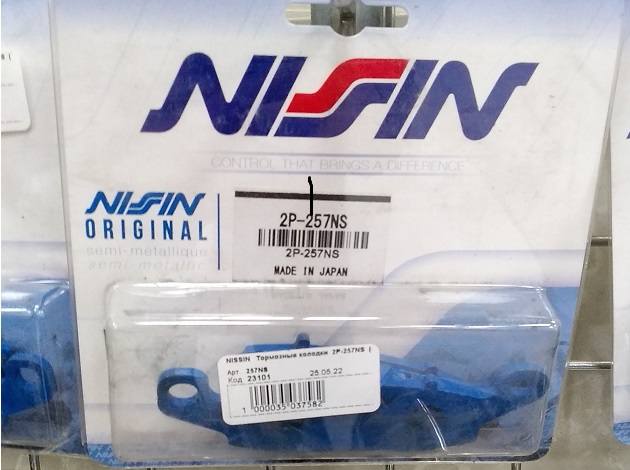 NISSIN
CONTROL THAT BRINGS A DIFFERENCE
NISSIN
ORIGINAL
semi-métallique
semi-metallic
2P-257NS
2P-257NS
MADE IN JAPAN
NISSIN Тормозные колодки 2P-257NS (
Арт. 257NS
Код 23101 25.05.22
1 000035 037582